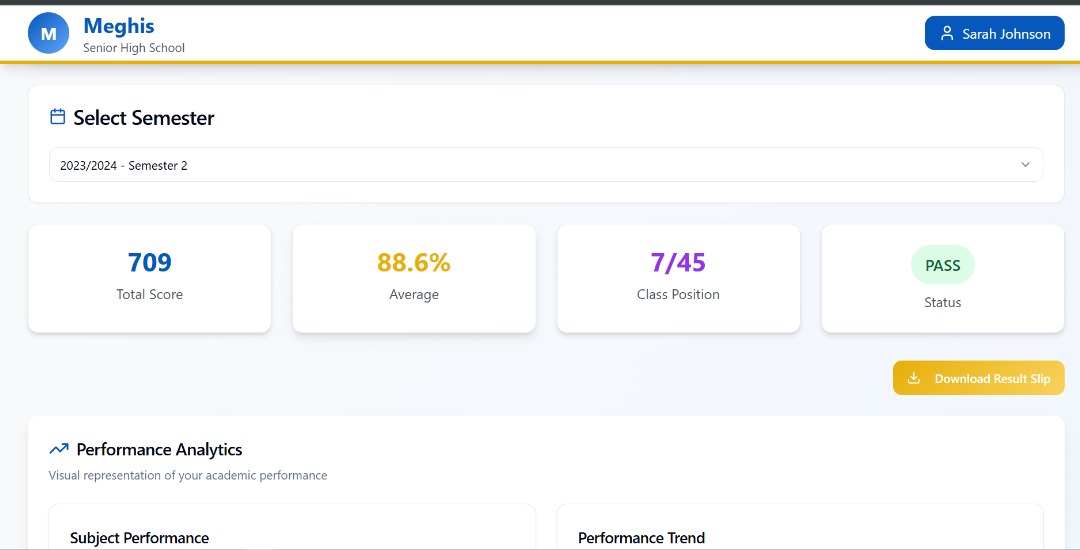 M
Meghis
Senior High School
Sarah Johnson
Select Semester
2023/2024 - Semester 2
709
Total Score
88.6%
Average
7/45
Class Position
PASS
Status
Download Result Slip
Performance Analytics
Visual representation of your academic performance
Subject Performance
Performance Trend